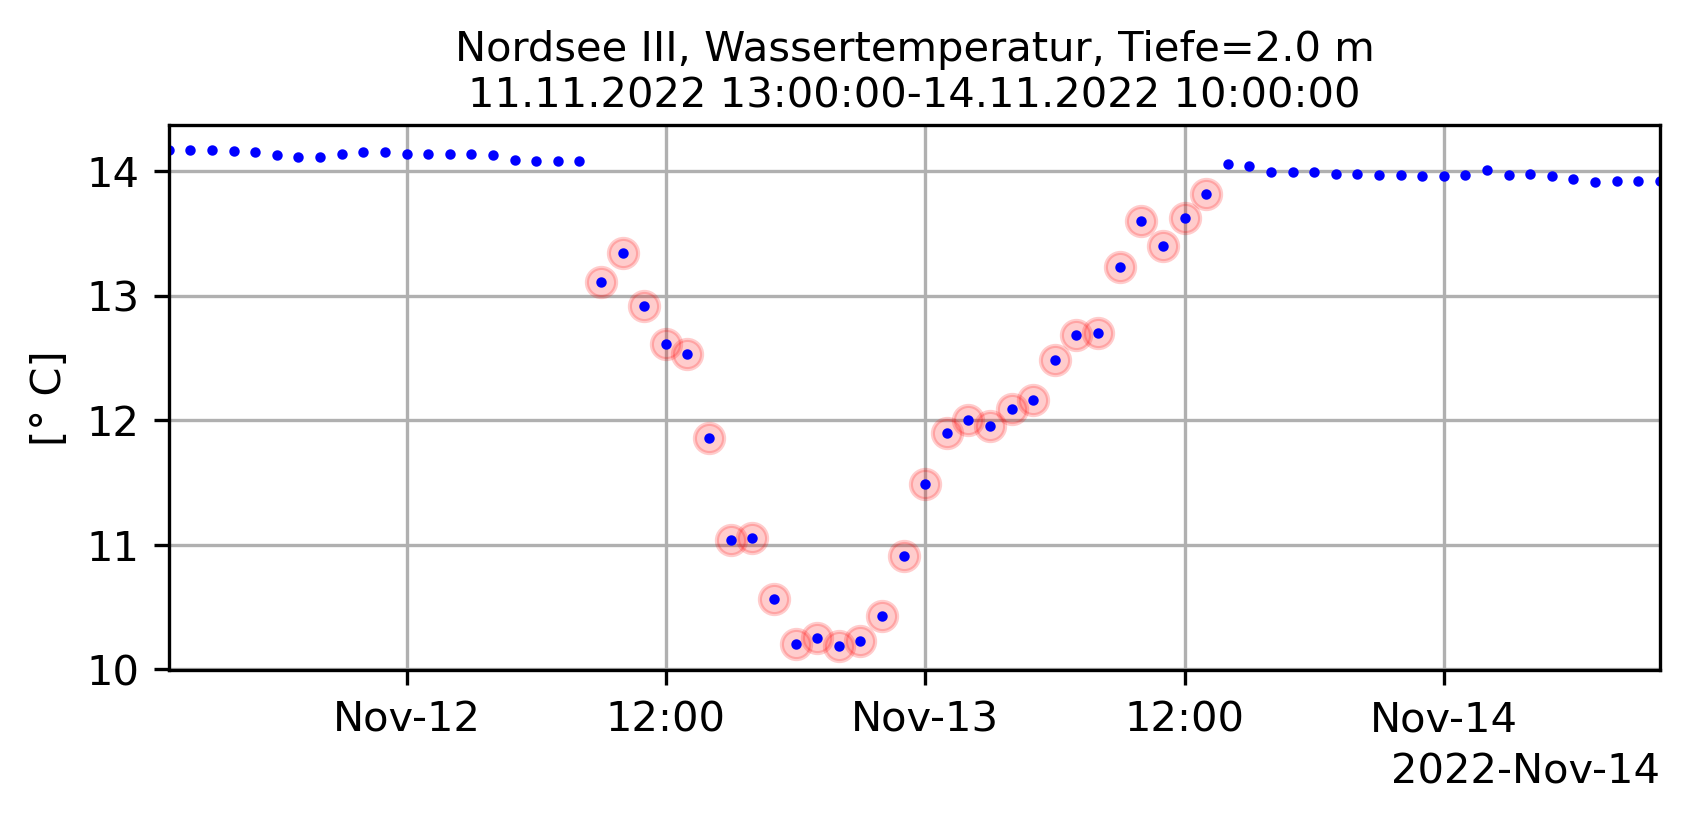 Nordsee III, Wassertemperatur, Tiefe=2.0 m
11.11.2022 13:00:00-14.11.2022 10:00:00
14
13
12
11
10
[° C]
Nov-12 12:00 Nov-13 12:00 Nov-14
2022-Nov-14